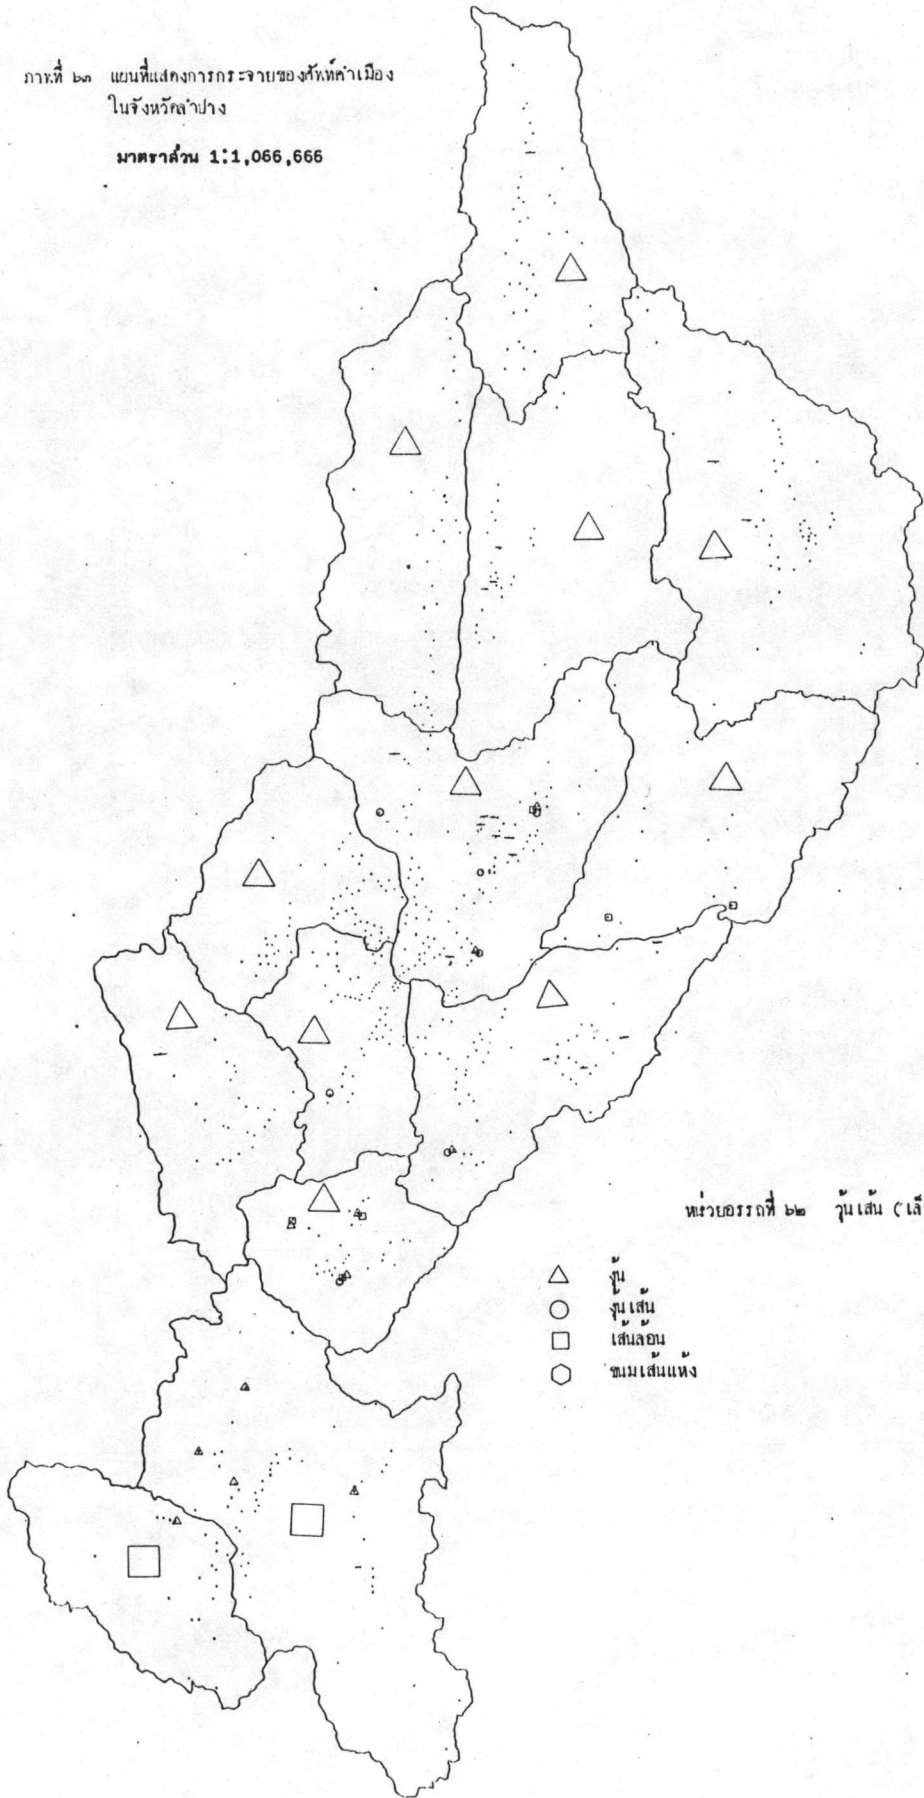 ภาพที่ ๖๓ แผนที่แสดงการกระจายของศัพท์คำเมือง
ในจังหวัดลำปาง
มาตราส่วน 1:1,066,666
หน่วยอรรถที่ ๖๒ วุ้นเส้น (เล็
วุ้น
วุ้นเส้น
เส้นล้อน
ขนมเส้นแห้ง